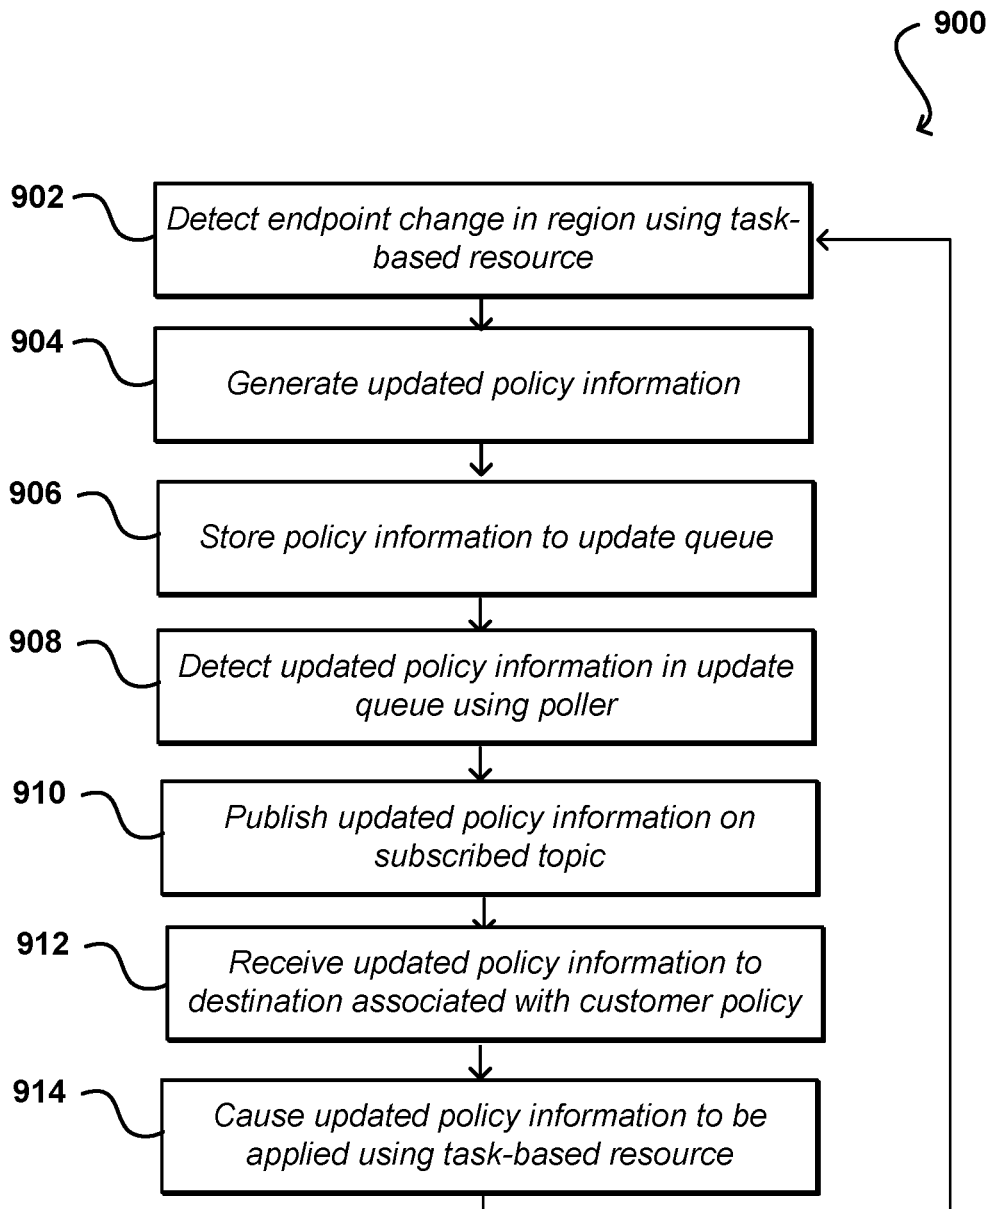 900
902
Detect endpoint change in region using task-
based resource
904
Generate updated policy information
906
Store policy information to update queue
908
Detect updated policy information in update
queue using poller
910
Publish updated policy information on
subscribed topic
912
Receive updated policy information to
destination associated with customer policy
914
Cause updated policy information to be
applied using task-based resource